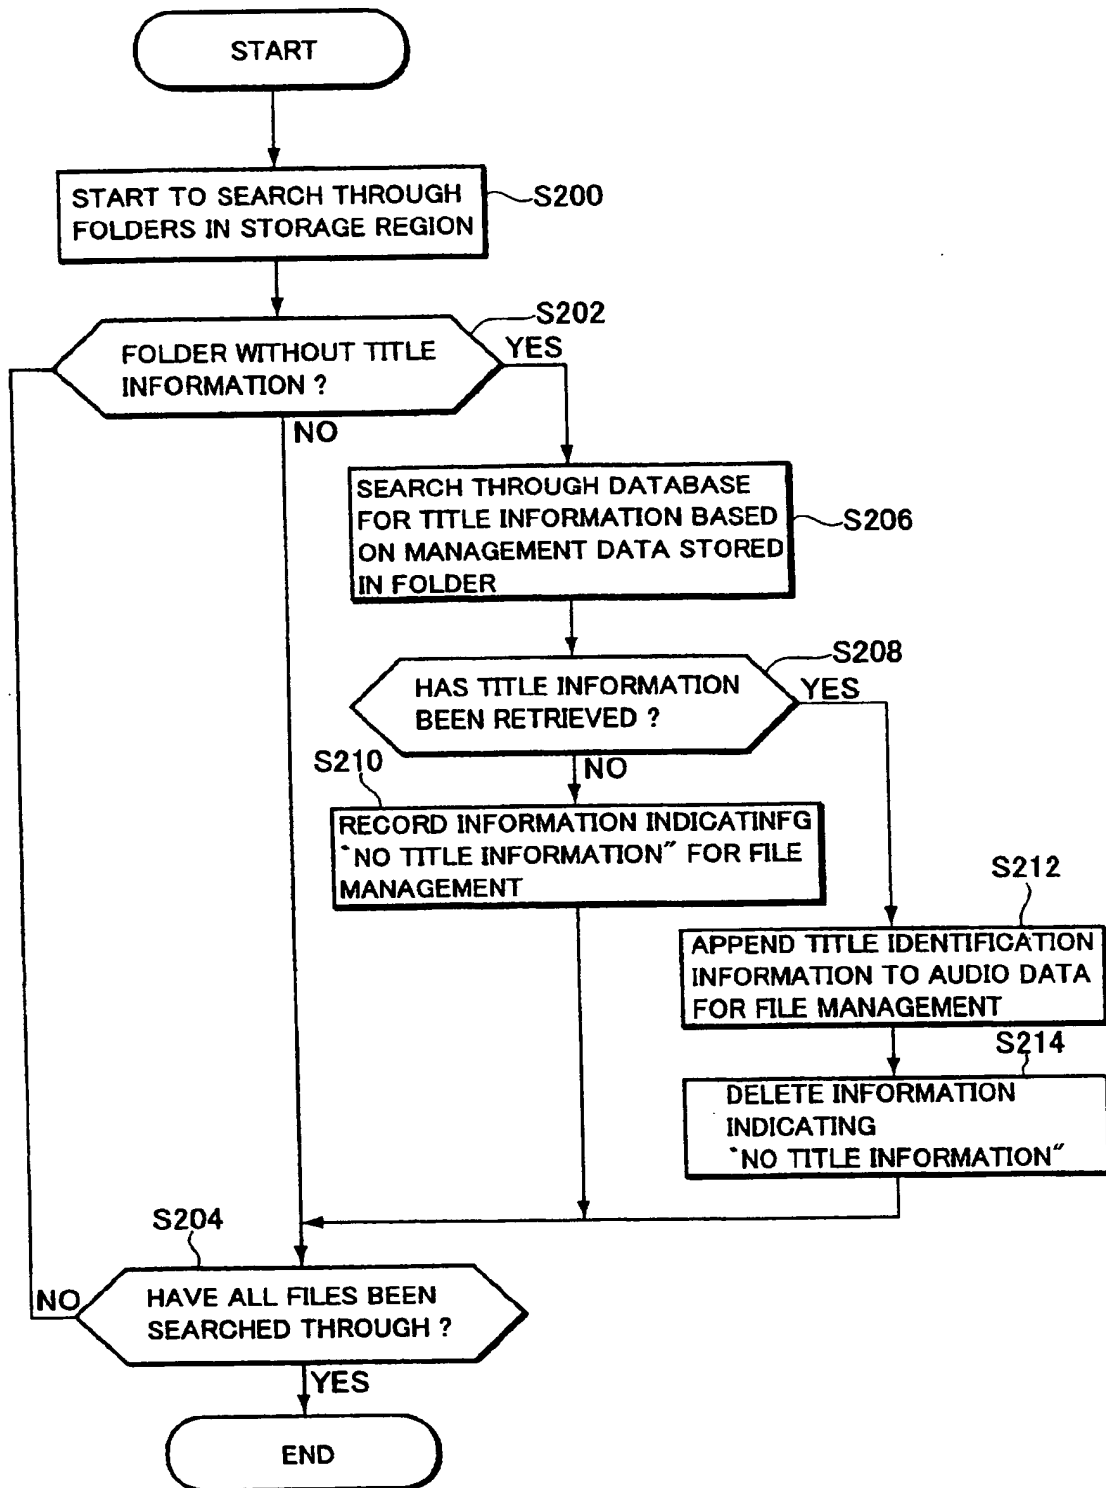 START
START TO SEARCH THROUGH
FOLDERS IN STORAGE REGION
S200
S202
FOLDER WITHOUT TITLE
INFORMATION ?
YES
NO
SEARCH THROUGH DATABASE
FOR TITLE INFORMATION BASED
ON MANAGEMENT DATA STORED
IN FOLDER
S206
S208
HAS TITLE INFORMATION
BEEN RETRIEVED ?
YES
NO
S210
RECORD INFORMATION INDICATINFG
“NO TITLE INFORMATION” FOR FILE
MANAGEMENT
S212
APPEND TITLE IDENTIFICATION
INFORMATION TO AUDIO DATA
FOR FILE MANAGEMENT
S214
DELETE INFORMATION
INDICATING
“NO TITLE INFORMATION”
S204
HAVE ALL FILES BEEN
SEARCHED THROUGH ?
NO
YES
END